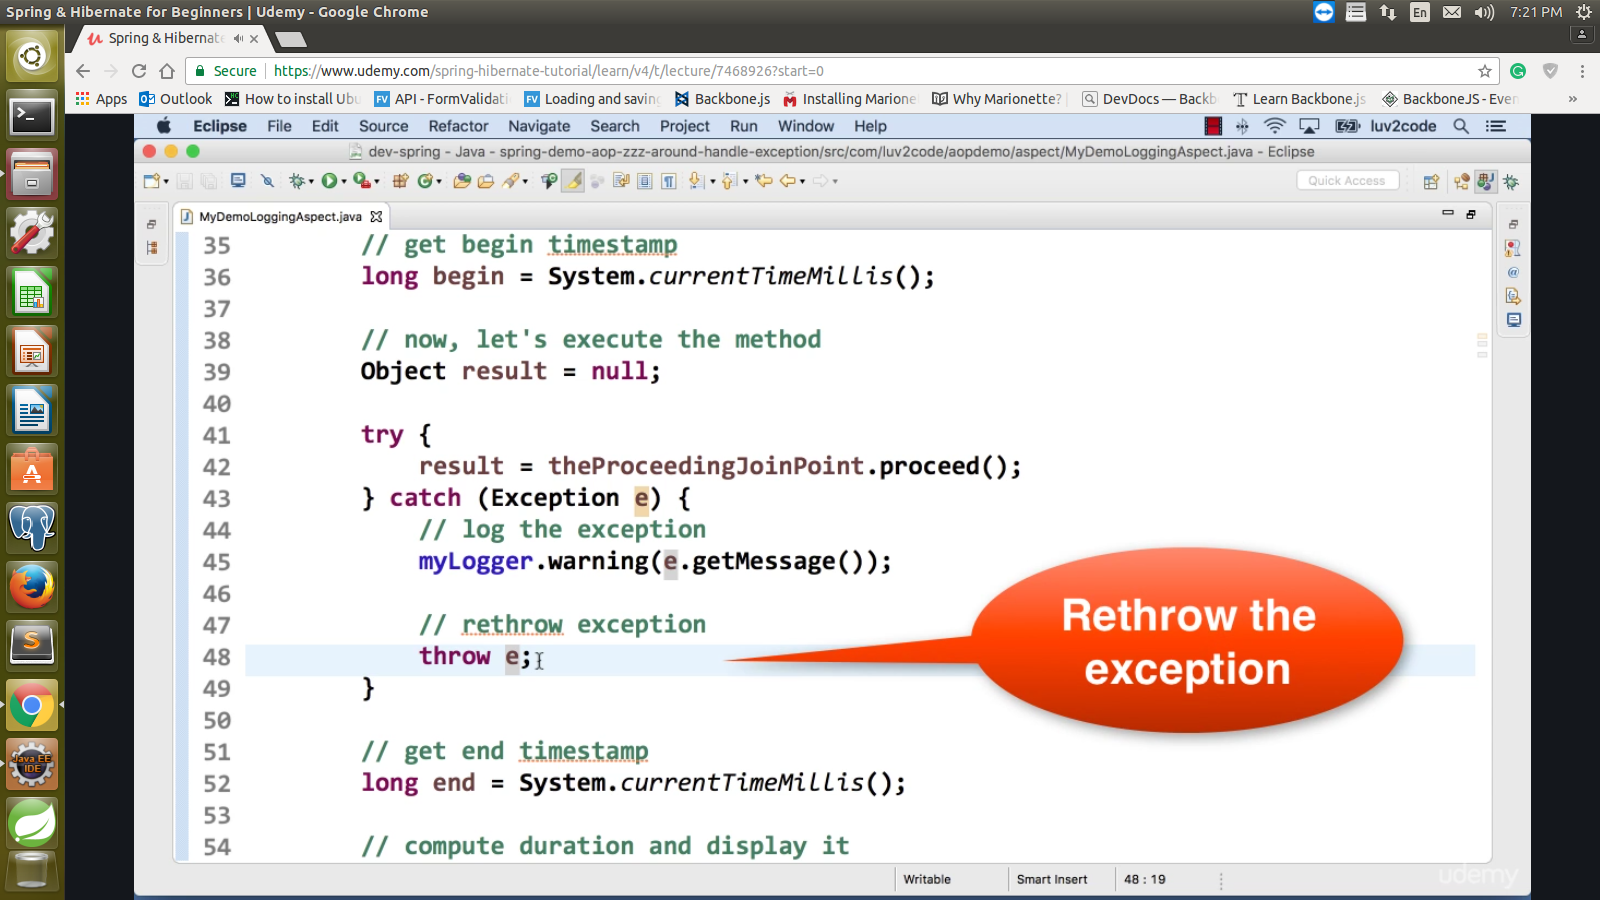 Spring & Hibernate for Beginners | Udemy - Google Chrome
En
7:21 PM
Spring & Hibernate
Secure
https://www.udemy.com/spring-hibernate-tutorial/learn/v4/t/lecture/7468926?start=0
Apps
Outlook
How to install Ubu
API - FormValidati
Loading and saving
Backbone.js
Installing Marione
Why Marionette?
DevDocs — Backb
Learn Backbone.js
BackboneJS - Ever
»
Eclipse File Edit Source Refactor Navigate Search Project Run Window Help
luv2code
dev-spring - Java - spring-demo-aop-zzz-around-handle-exception/src/com/luv2code/aopdemo/aspect/MyDemoLoggingAspect.java - Eclipse
Quick Access
MyDemoLoggingAspect.java
35 // get begin timestamp
36 long begin = System.currentTimeMillis();
37
38 // now, let's execute the method
39 Object result = null;
40
41 try {
42 result = theProceedingJoinPoint.proceed();
43 } catch (Exception e) {
44 // log the exception
45 myLogger.warning(e.getMessage());
46
47 // rethrow exception
48 throw e;
49 }
50
51 // get end timestamp
52 long end = System.currentTimeMillis();
53
54 // compute duration and display it
Rethrow the
exception
Writable
Smart Insert
48 : 19
udemy
Java EE
IDE